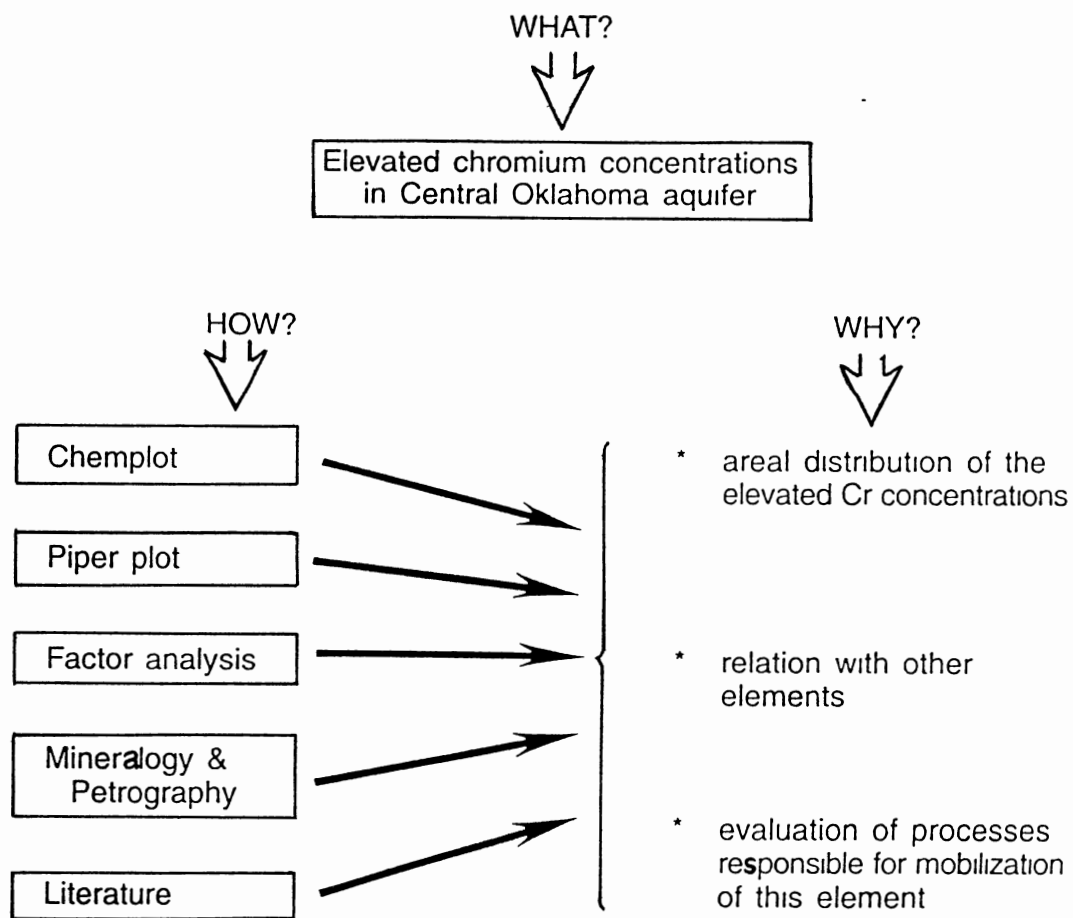 WHAT?
Elevated chromium concentrations
in Central Oklahoma aquifer
HOW?
Chemplot
Piper plot
Factor analysis
Mineralogy &
Petrography
Literature
WHY?
* areal distribution of the
elevated Cr concentrations
* relation with other
elements
* evaluation of processes
responsible for mobilization
of this element